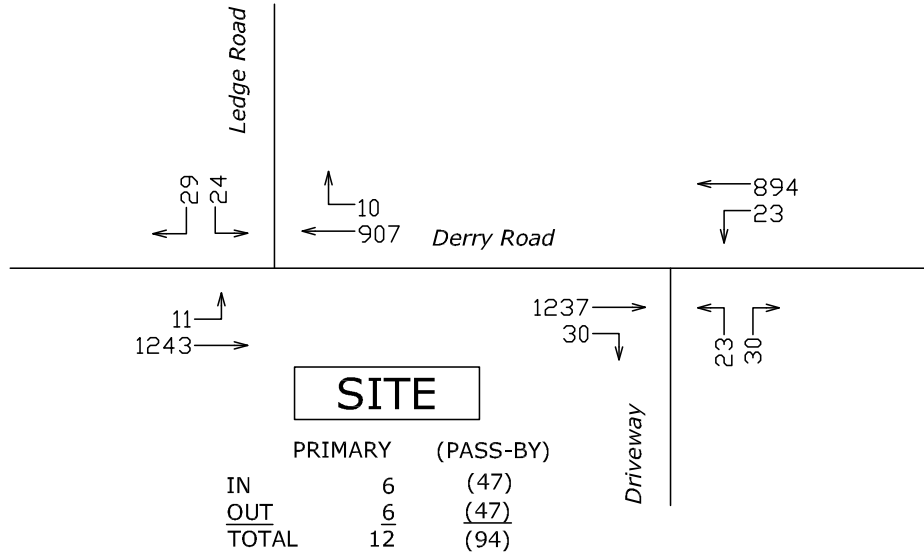 Ledge Road
29 24
10
907
Derry Road
894
23
11
1243
1237
30
23 30
Driveway
SITE
PRIMARY (PASS-BY)
IN 6 (47)
OUT 6 (47)
TOTAL 12 (94)